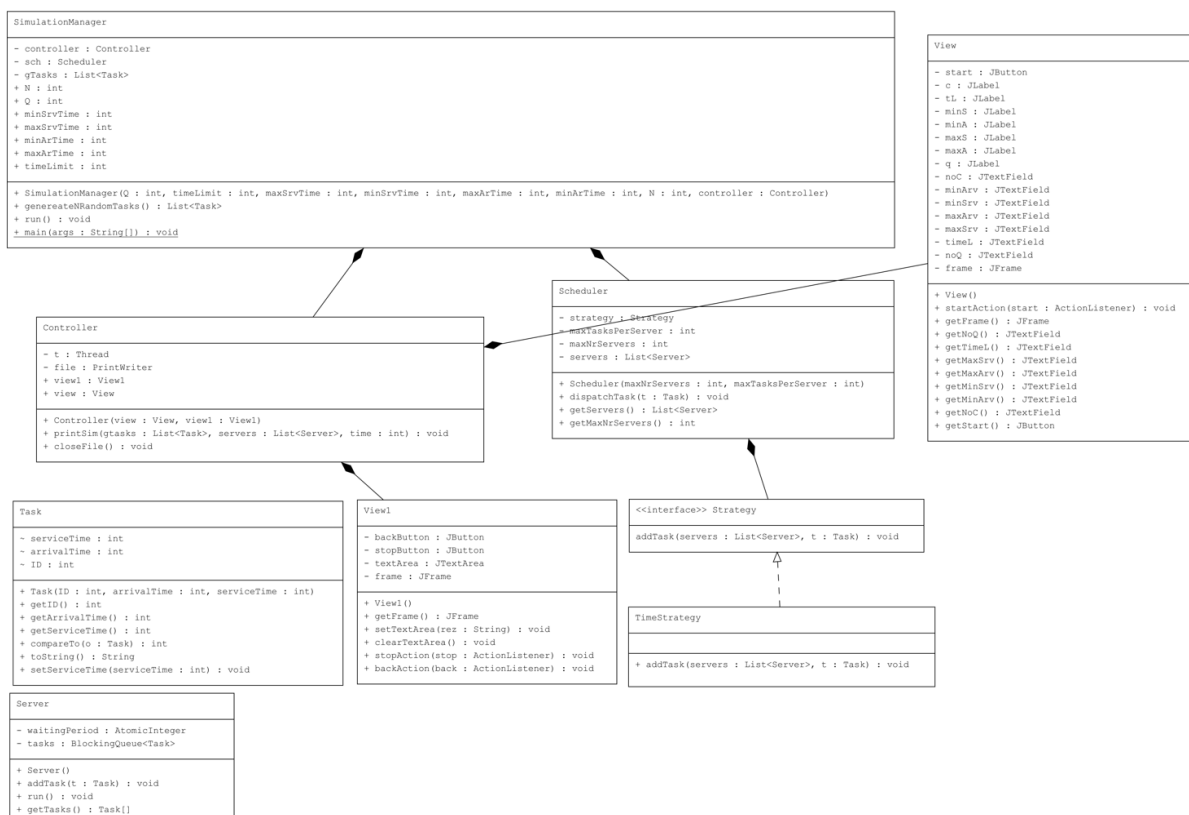 SimulationManager
- controller : Controller
- sch : Scheduler
- gTasks : List<Task>
+ N : int
+ Q : int
+ minSrvTime : int
+ maxSrvTime : int
+ minArTime : int
+ maxArTime : int
+ timeLimit : int
+ SimulationManager(Q : int, timeLimit : int, maxSrvTime : int, minSrvTime : int, maxArTime : int, minArTime : int, N : int, controller : Controller)
+ genereateNRandomTasks() : List<Task>
+ run() : void
+ main(args : String[]) : void
View
- start : JButton
- c : JLabel
- tL : JLabel
- minS : JLabel
- minA : JLabel
- maxS : JLabel
- maxA : JLabel
- q : JLabel
- noC : JTextField
- minArv : JTextField
- minSrv : JTextField
- maxArv : JTextField
- maxSrv : JTextField
- timeL : JTextField
- noQ : JTextField
- frame : JFrame
+ View()
+ startAction(start : ActionListener) : void
+ getFrame() : JFrame
+ getNoQ() : JTextField
+ getTimeL() : JTextField
+ getMaxSrv() : JTextField
+ getMaxArv() : JTextField
+ getMinSrv() : JTextField
+ getMinArv() : JTextField
+ getNoC() : JTextField
+ getStart() : JButton
Controller
- t : Thread
- file : PrintWriter
+ view1 : View1
+ view : View
+ Controller(view : View, view1 : View1)
+ printSim(gtasks : List<Task>, servers : List<Server>, time : int) : void
+ closeFile() : void
Scheduler
- strategy : Strategy
- maxTasksPerServer : int
- maxNrServers : int
- servers : List<Server>
+ Scheduler(maxNrServers : int, maxTasksPerServer : int)
+ dispatchTask(t : Task) : void
+ getServers() : List<Server>
+ getMaxNrServers() : int
Task
~ serviceTime : int
~ arrivalTime : int
~ ID : int
+ Task(ID : int, arrivalTime : int, serviceTime : int)
+ getID() : int
+ getArrivalTime() : int
+ getServiceTime() : int
+ compareTo(o : Task) : int
+ toString() : String
+ setServiceTime(serviceTime : int) : void
View1
- backButton : JButton
- stopButton : JButton
- textArea : JTextArea
- frame : JFrame
+ View1()
+ getFrame() : JFrame
+ setTextArea(rez : String) : void
+ clearTextArea() : void
+ stopAction(stop : ActionListener) : void
+ backAction(back : ActionListener) : void
<<interface>> Strategy
addTask(servers : List<Server>, t : Task) : void
TimeStrategy
+ addTask(servers : List<Server>, t : Task) : void
Server
- waitingPeriod : AtomicInteger
- tasks : BlockingQueue<Task>
+ Server()
+ addTask(t : Task) : void
+ run() : void
+ getTasks() : Task[]